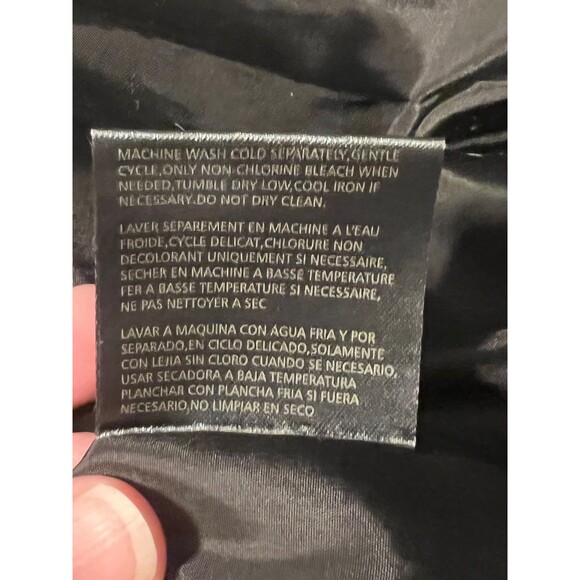 MACHINE WASH COLD SEPARATELY,GENTLE
CYCLE,ONLY NON-CHLORINE BLEACH WHEN
NEEDED,TUMBLE DRY LOW,COOL IRON IF
NECESSARY.DO NOT DRY CLEAN.
LAVER SÉPAREMENT EN MACHINE A L'EAU
FROIDE,CYCLE DELICAT,CHLORURE NON
DECOLORANT UNIQUEMENT SI NECESSAIRE,
SECHER EN MACHINE A BASSE TEMPERATURE
FER A BASSE TEMPERATURE SI NECESSAIRE,
NE PAS NETTOYER A SEC
LAVAR A MAQUINA CON AGUA FRIA Y POR
SEPARADO,EN CICLO DELICADO,SOLAMENTE
CON LEJIA SIN CLORO CUANDO SE NECESARIO,
USAR SECADORA A BAJA TEMPERATURA
PLANCHAR CON PLANCHA FRIA SI FUERA
NECESARIO,NO LIMPIAR EN SECO